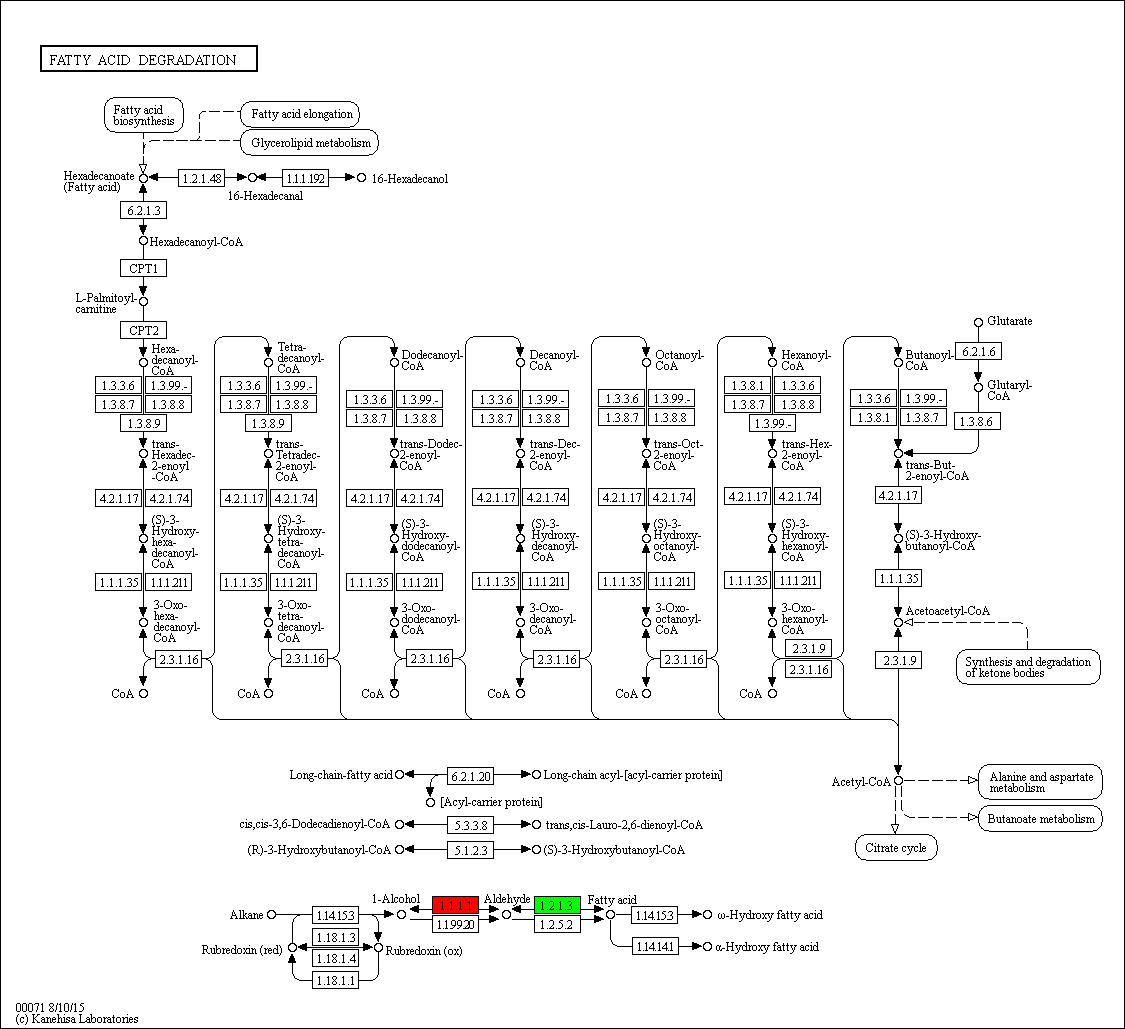 FATTY ACID DEGRADATION
Fatty acid
biosynthesis
Fatty acid elongation
Glycerolipid metabolism
Hexadecanoate
(Fatty acid)
1.2.1.48
1.1.1.192
16-Hexadecanol
16-Hexadecanal
6.2.1.3
Hexadecanoyl-CoA
CPT1
L-Palmitoyl-
carnitine
CPT2
Glutarate
6.2.1.6
Glutaryl-
CoA
1.3.8.6
Hexa-
decanoyl-
CoA
Tetra-
decanoyl-
CoA
Dodecanoyl-
CoA
Decanoyl-
CoA
Octanoyl-
CoA
Hexanoyl-
CoA
Butanoyl-
CoA
1.3.3.6 1.3.99.-
1.3.8.7 1.3.8.8
1.3.8.9
1.3.3.6 1.3.99.-
1.3.8.7 1.3.8.8
1.3.8.9
1.3.3.6 1.3.99.-
1.3.8.7 1.3.8.8
1.3.3.6 1.3.99.-
1.3.8.7 1.3.8.8
1.3.3.6 1.3.99.-
1.3.8.7 1.3.8.8
1.3.8.1 1.3.3.6
1.3.8.7 1.3.8.8
1.3.99.-
1.3.3.6 1.3.99.-
1.3.8.1 1.3.8.7
trans-
Hexadec-
2-enoyl
-CoA
trans-
Tetradec-
2-enoyl-
CoA
trans-Dodec-
2-enoyl-
CoA
trans-Dec-
2-enoyl-
CoA
trans-Oct-
2-enoyl-
CoA
trans-Hex-
2-enoyl-
CoA
trans-But-
2-enoyl-CoA
4.2.1.17 4.2.1.74
4.2.1.17 4.2.1.74
4.2.1.17 4.2.1.74
4.2.1.17 4.2.1.74
4.2.1.17 4.2.1.74
4.2.1.17 4.2.1.74
4.2.1.17
(S)-3-
Hydroxy-
hexa-
decanoyl-
CoA
(S)-3-
Hydroxy-
tetra-
decanoyl-
CoA
(S)-3-
Hydroxy-
dodecanoyl-
CoA
(S)-3-
Hydroxy-
decanoyl-
CoA
(S)-3-
Hydroxy-
octanoyl-
CoA
(S)-3-
Hydroxy-
hexanoyl-
CoA
(S)-3-Hydroxy-
butanoyl-CoA
1.1.1.35 1.1.1.211
1.1.1.35 1.1.1.211
1.1.1.35 1.1.1.211
1.1.1.35 1.1.1.211
1.1.1.35 1.1.1.211
1.1.1.35 1.1.1.211
1.1.1.35
3-Oxo-
hexa-
decanoyl-
CoA
3-Oxo-
tetra-
decanoyl-
CoA
3-Oxo-
dodecanoyl-
CoA
3-Oxo-
decanoyl-
CoA
3-Oxo-
octanoyl-
CoA
3-Oxo-
hexanoyl-
CoA
Acetoacetyl-CoA
2.3.1.16
2.3.1.16
2.3.1.16
2.3.1.16
2.3.1.16
2.3.1.9
2.3.1.16
2.3.1.9
Synthesis and degradation
of ketone bodies
CoA
CoA
CoA
CoA
CoA
CoA
Long-chain-fatty acid
6.2.1.20
Long-chain acyl-[acyl-carrier protein]
[Acyl-carrier protein]
cis,cis-3,6-Dodecadienoyl-CoA
5.3.3.8
trans,cis-Lauro-2,6-dienoyl-CoA
(R)-3-Hydroxybutanoyl-CoA
5.1.2.3
(S)-3-Hydroxybutanoyl-CoA
Acetyl-CoA
Alanine and aspartate
metabolism
Butanoate metabolism
Citrate cycle
1-Alcohol
1.1.1.1
Aldehyde
1.2.1.3
Fatty acid
Alkane
1.14.15.3
1.1.99.20
1.2.5.2
1.14.15.3
ω-Hydroxy fatty acid
1.18.1.3
Rubredoxin (red)
Rubredoxin (ox)
1.18.1.4
1.14.14.1
α-Hydroxy fatty acid
1.18.1.1
00071 8/10/15
(c) Kanehisa Laboratories